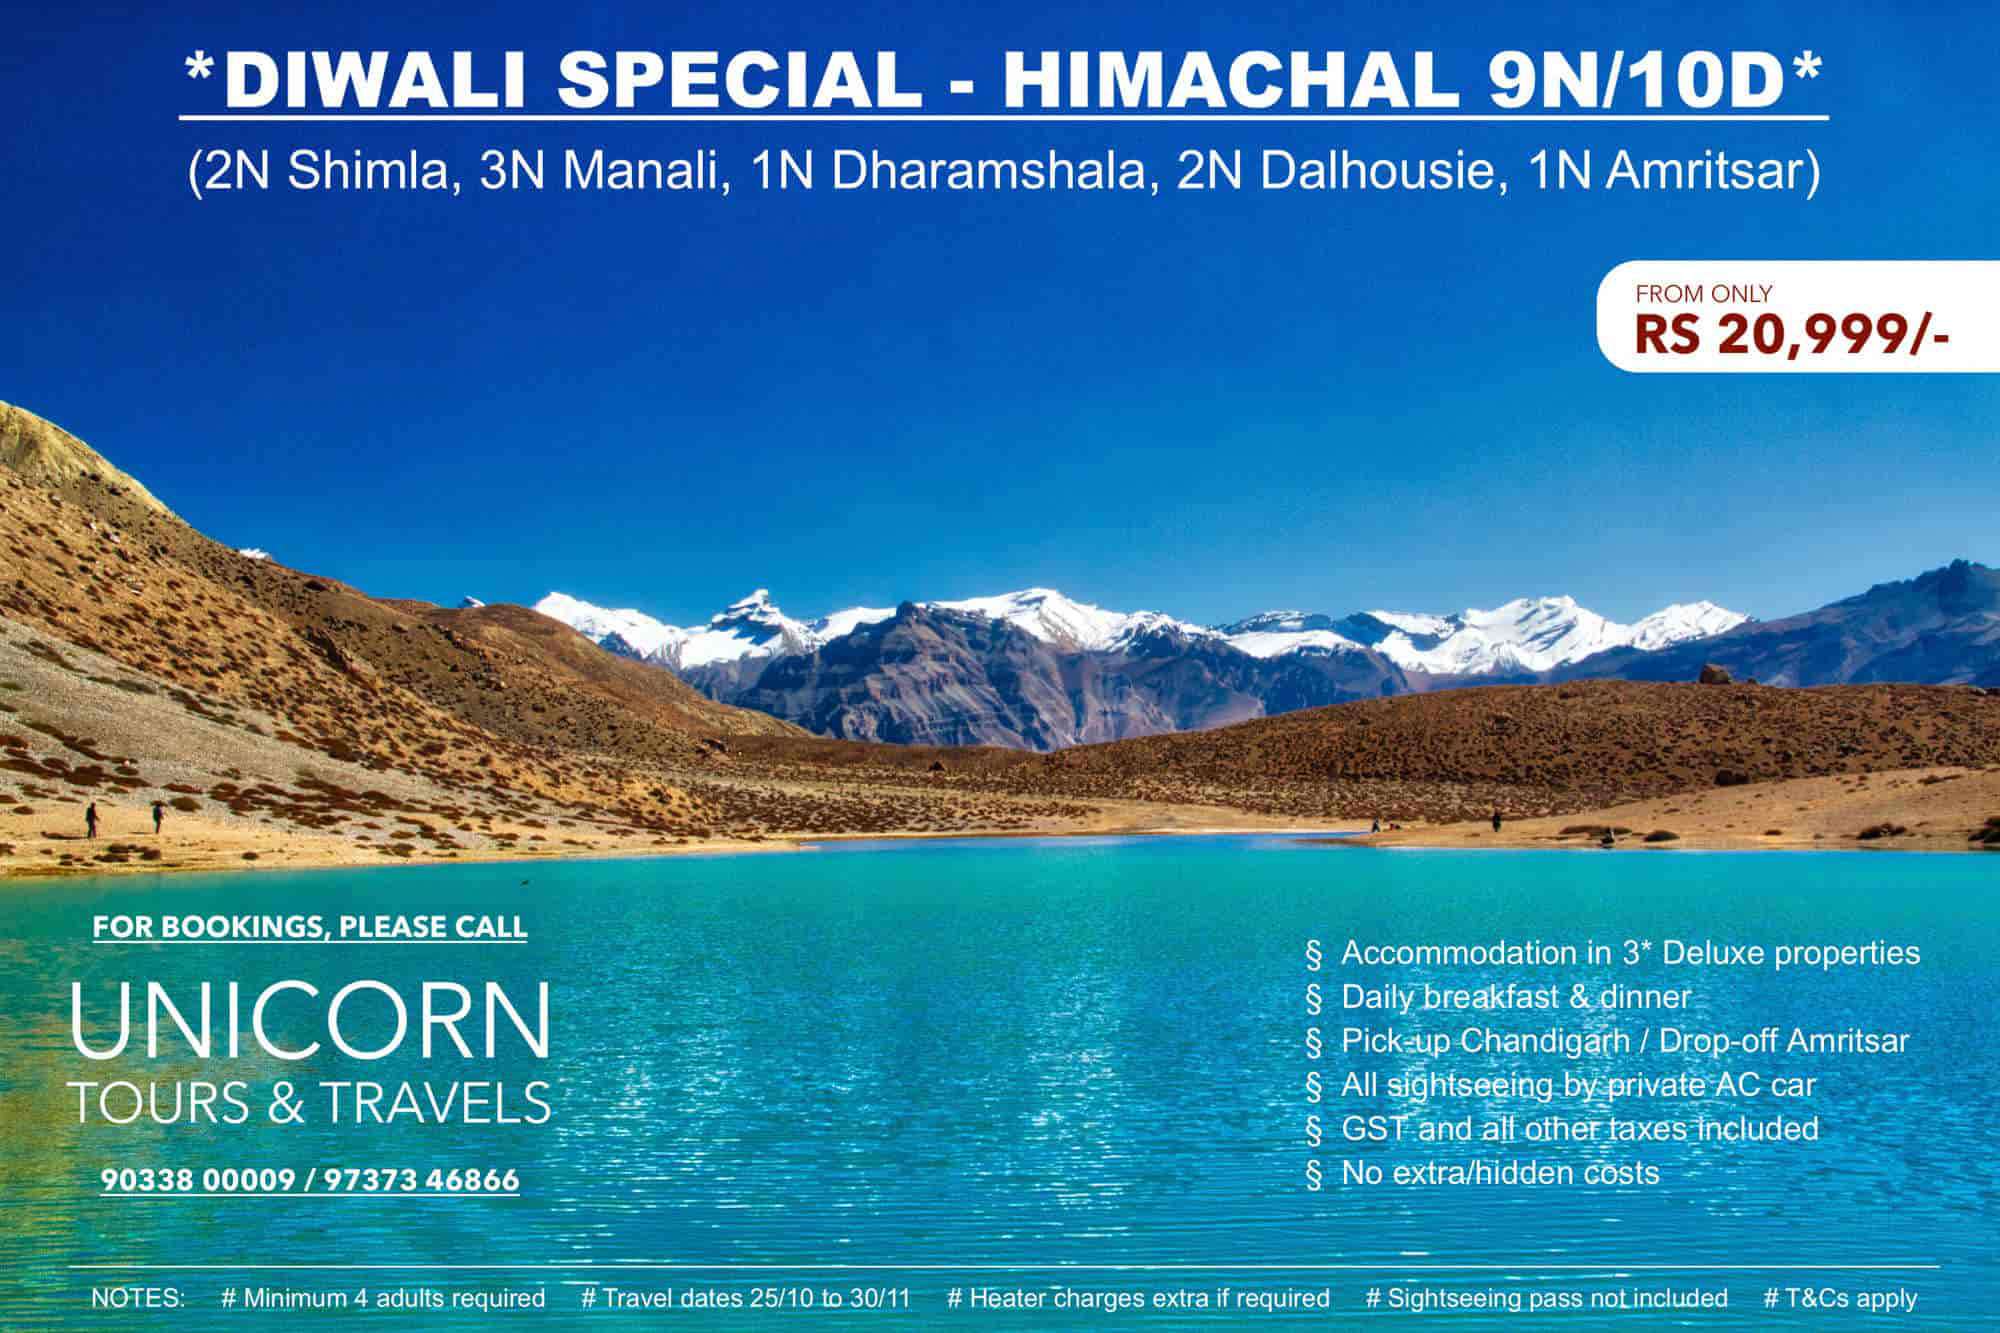 *DIWALI SPECIAL - HIMACHAL 9N/10D*
(2N Shimla, 3N Manali, 1N Dharamshala, 2N Dalhousie, 1N Amritsar)
FROM ONLY
RS 20,999/-
FOR BOOKINGS, PLEASE CALL
UNICORN
TOURS & TRAVELS
90338 00009 / 97373 46866
§ Accommodation in 3* Deluxe properties
§ Daily breakfast & dinner
§ Pick-up Chandigarh / Drop-off Amritsar
§ All sightseeing by private AC car
§ GST and all other taxes included
§ No extra/hidden costs
NOTES: # Minimum 4 adults required # Travel dates 25/10 to 30/11 # Heater charges extra if required # Sightseeing pass not included # T&Cs apply